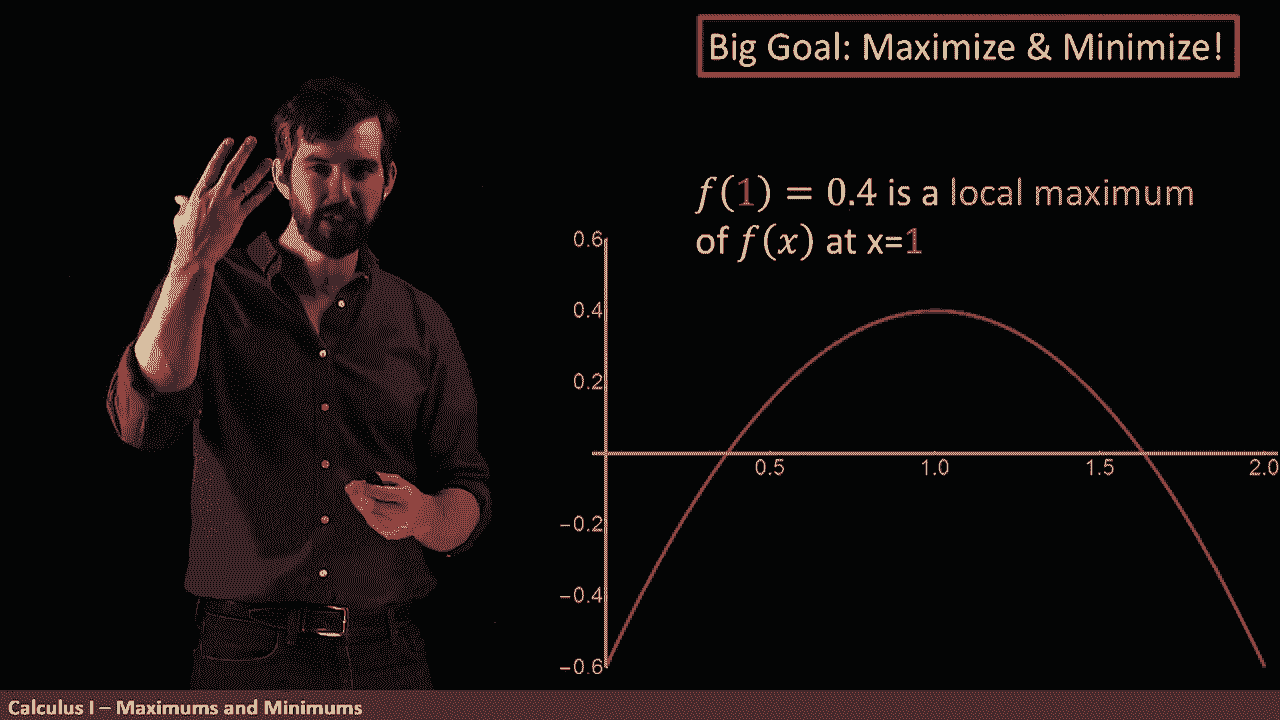 Big Goal: Maximize & Minimize!
f(1) = 0.4 is a local maximum
of f(x) at x=1
0.6
0.4
0.2
0.5
1.0
1.5
2.0
−0.2
−0.4
−0.6
Calculus I – Maximums and Minimums